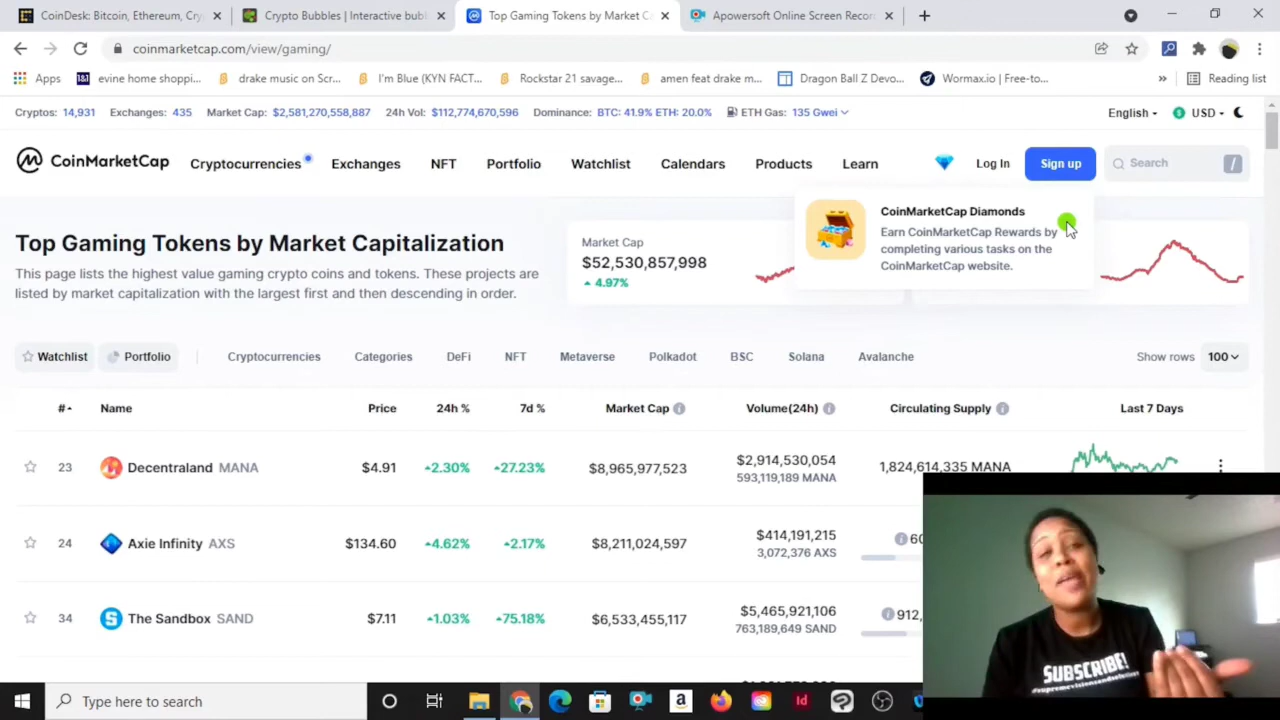 CoinDesk: Bitcoin, Ethereum, Cry
Crypto Bubbles | Interactive bubl
Top Gaming Tokens by Market C
Apowersoft Online Screen Recor
coinmarketcap.com/view/gaming/
Apps
evine home shoppi...
drake music on Scr...
I'm Blue (KYN FACT...
Rockstar 21 savage...
amen feat drake m...
Dragon Ball Z Devo...
Wormax.io | Free-to...
»
Reading list
Cryptos: 14,931 Exchanges: 435 Market Cap: $2,581,270,558,887 24h Vol: $112,774,670,596 Dominance: BTC: 41.9% ETH: 20.0% ETH Gas: 135 Gwei
English
USD
CoinMarketCap
Cryptocurrencies
Exchanges
NFT
Portfolio
Watchlist
Calendars
Products
Learn
Log In
Sign up
Search
/
CoinMarketCap Diamonds
Earn CoinMarketCap Rewards by
completing various tasks on the
CoinMarketCap website.
Top Gaming Tokens by Market Capitalization
This page lists the highest value gaming crypto coins and tokens. These projects are
listed by market capitalization with the largest first and then descending in order.
Market Cap
$52,530,857,998
4.97%
Watchlist
Portfolio
Cryptocurrencies
Categories
DeFi
NFT
Metaverse
Polkadot
BSC
Solana
Avalanche
Show rows 100
# Name Price 24h % 7d % Market Cap Volume(24h) Circulating Supply Last 7 Days
23 Decentraland MANA $4.91 2.30% 27.23% $8,965,977,523 $2,914,530,054 1,824,614,335 MANA
593,119,189 MANA
24 Axie Infinity AXS $134.60 4.62% 2.17% $8,211,024,597 $414,191,215 60
3,072,376 AXS
34 The Sandbox SAND $7.11 1.03% 75.18% $6,533,455,117 $5,465,921,106 912,
763,189,649 SAND
SUBSCRIBE!
Type here to search
a
Id